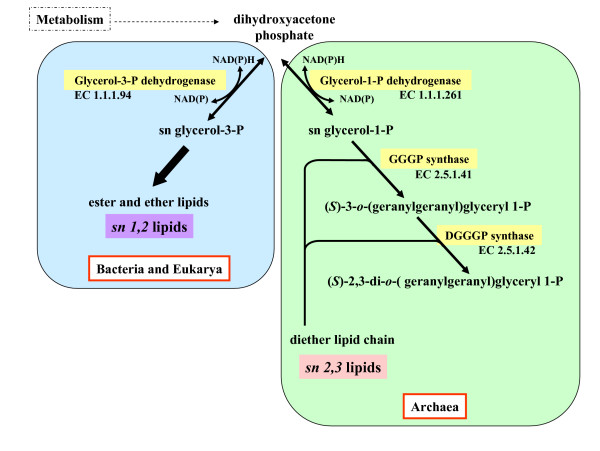 Metabolism
dihydroxyacetone
phosphate
NAD(P)H
Glycerol-3-P dehydrogenase
EC 1.1.1.94
NAD(P)
sn glycerol-3-P
ester and ether lipids
sn 1,2 lipids
Bacteria and Eukarya
NAD(P)H
Glycerol-1-P dehydrogenase
NAD(P)
EC 1.1.1.261
sn glycerol-1-P
GGGP synthase
EC 2.5.1.41
(S)-3-o-(geranylgeranyl)glyceryl 1-P
DGGGP synthase
EC 2.5.1.42
(S)-2,3-di-o-( geranylgeranyl)glyceryl 1-P
diether lipid chain
sn 2,3 lipids
Archaea